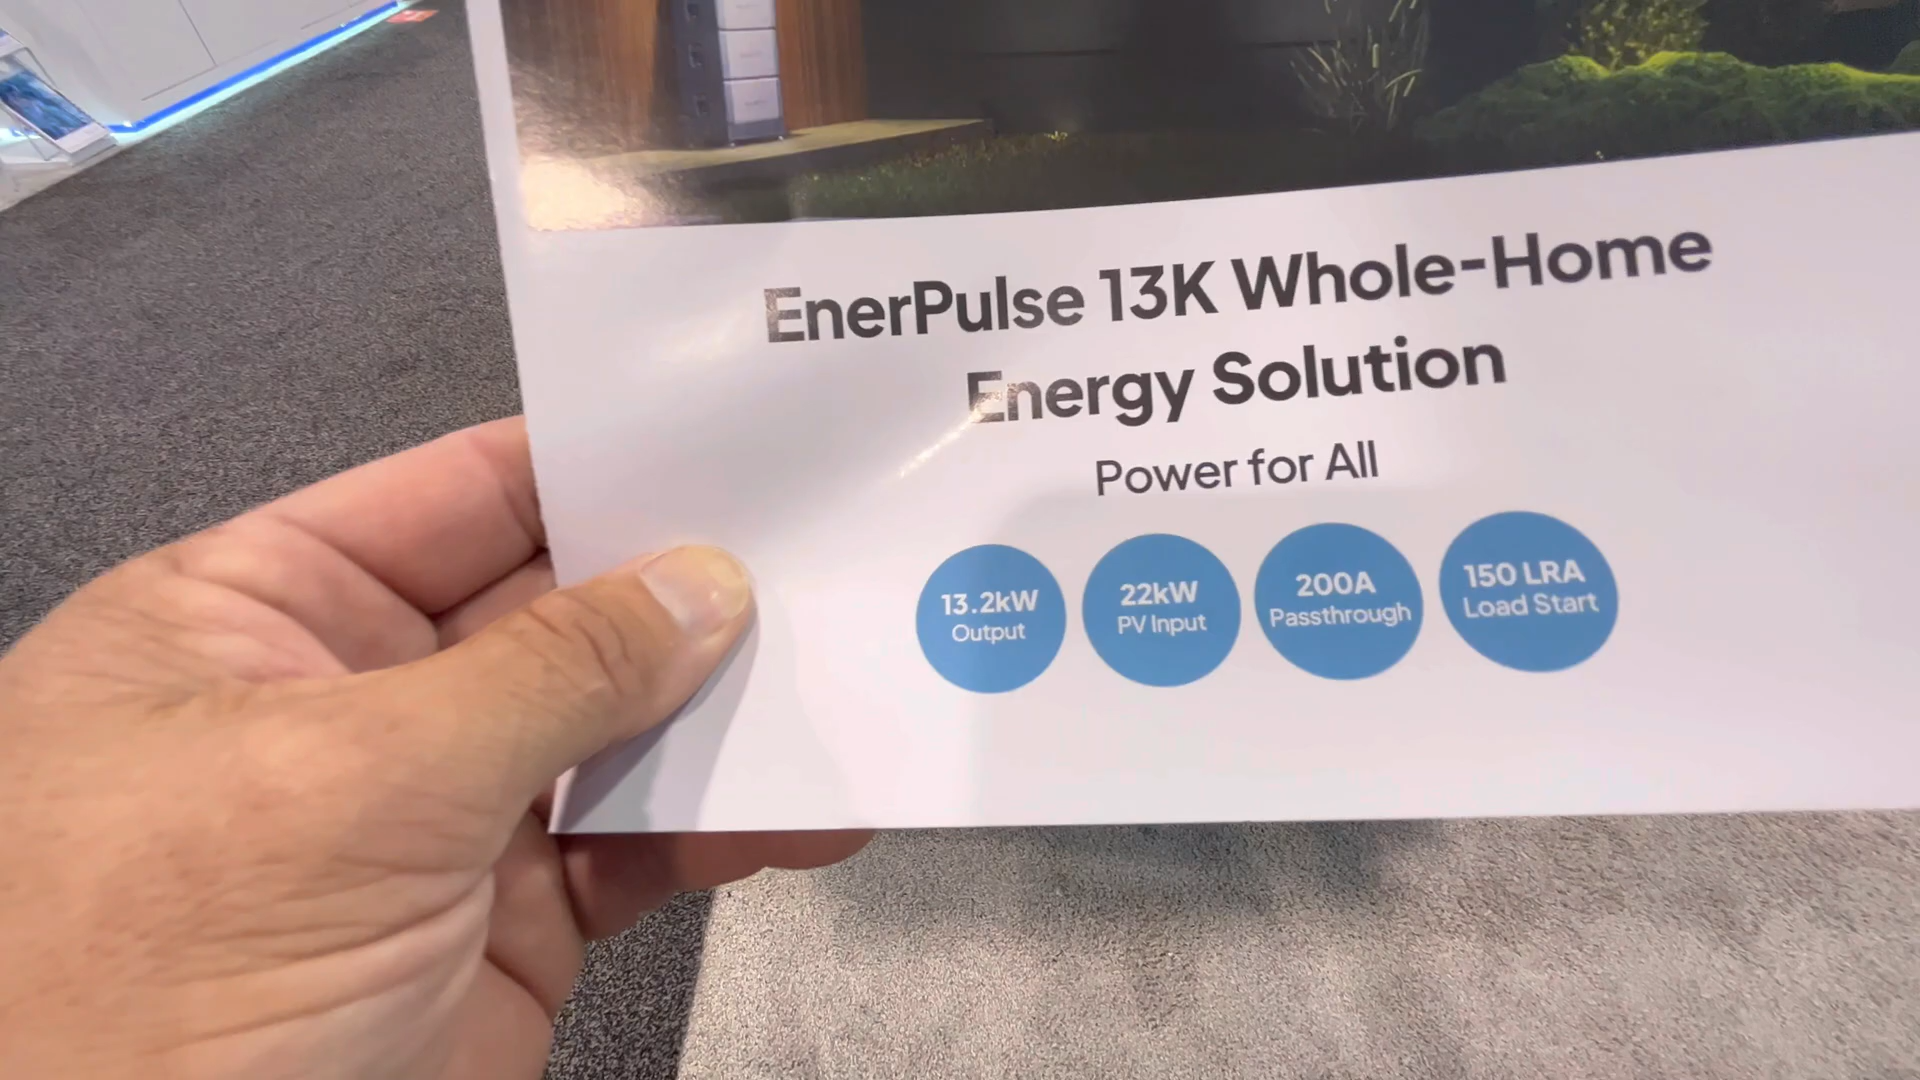 EnerPulse 13K Whole-Home
Energy Solution
Power for All
13.2kW
Output
22kW
PV Input
200A
Passthrough
150 LRA
Load Start